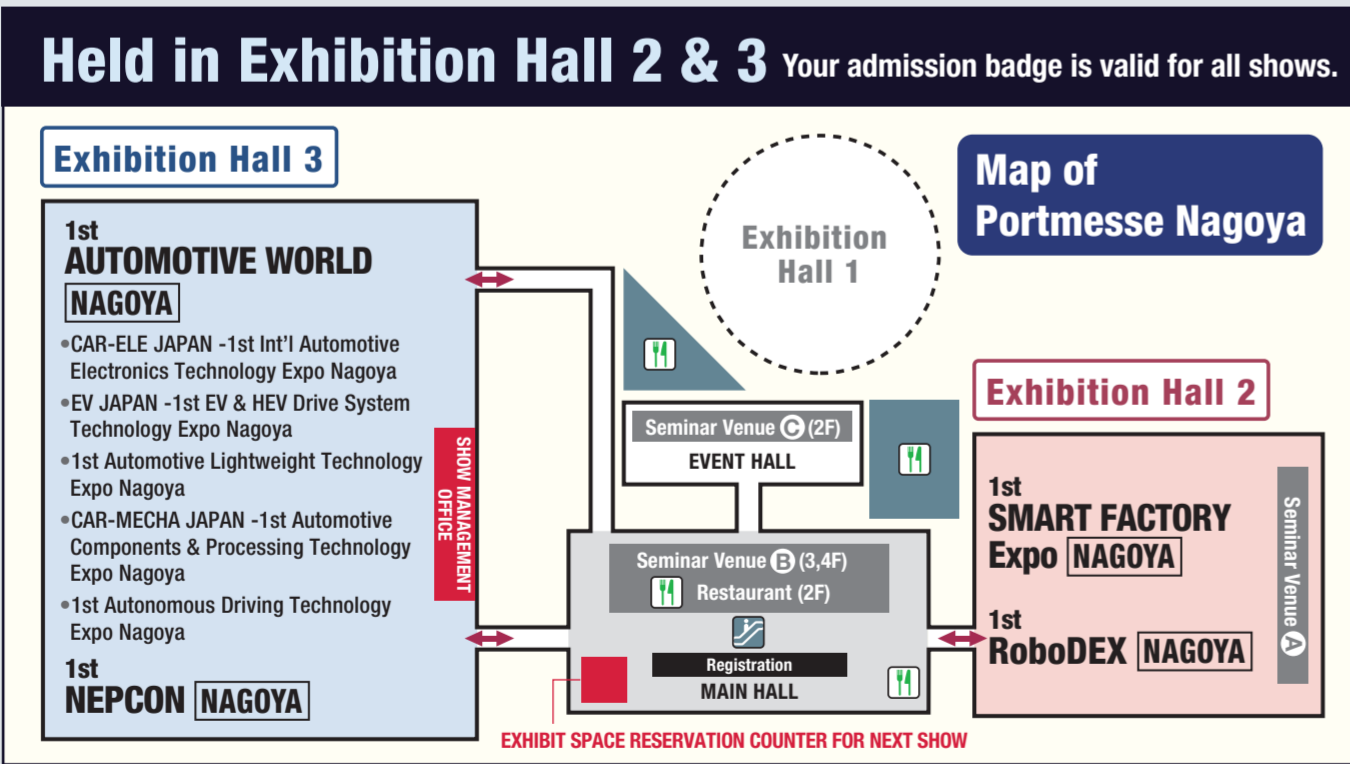 Held in Exhibition Hall 2 & 3 Your admission badge is valid for all shows.
Map of
Portmesse Nagoya
Exhibition Hall 3
1st
AUTOMOTIVE WORLD
NAGOYA
•CAR-ELE JAPAN -1st Int'l Automotive
Electronics Technology Expo Nagoya
•EV JAPAN -1st EV & HEV Drive System
Technology Expo Nagoya
•1st Automotive Lightweight Technology
Expo Nagoya
•CAR-MECHA JAPAN -1st Automotive
Components & Processing Technology
Expo Nagoya
•1st Autonomous Driving Technology
Expo Nagoya
1st
NEPCON NAGOYA
SHOW MANAGEMENT
OFFICE
Exhibition
Hall 1
Seminar Venue C (2F)
EVENT HALL
Seminar Venue B (3,4F)
Restaurant (2F)
Registration
MAIN HALL
EXHIBIT SPACE RESERVATION COUNTER FOR NEXT SHOW
Exhibition Hall 2
1st
SMART FACTORY
Expo NAGOYA
1st
RoboDEX NAGOYA
Seminar Venue A